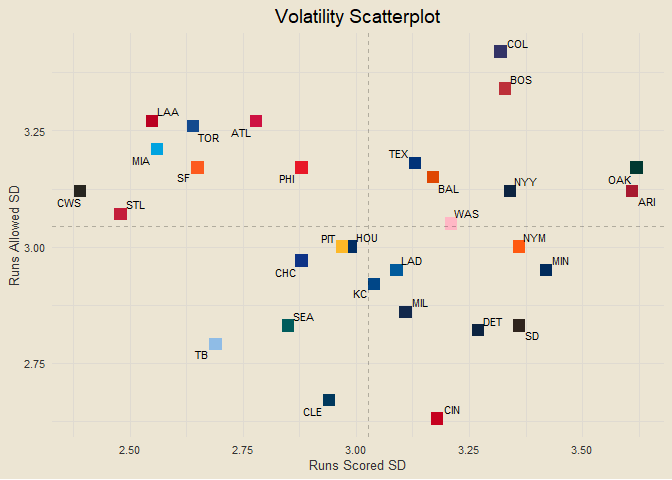 Volatility Scatterplot
COL
BOS
LAA
TOR
ATL
3.25
MIA
TEX
SF
PHI
BAL
NYY
OAK
CWS
STL
ARI
WAS
PIT
HOU
NYM
3.00
CHC
LAD
MIN
KC
MIL
SEA
DET
SD
TB
2.75
CLE
CIN
Runs Allowed SD
2.50
2.75
3.00
3.25
3.50
Runs Scored SD